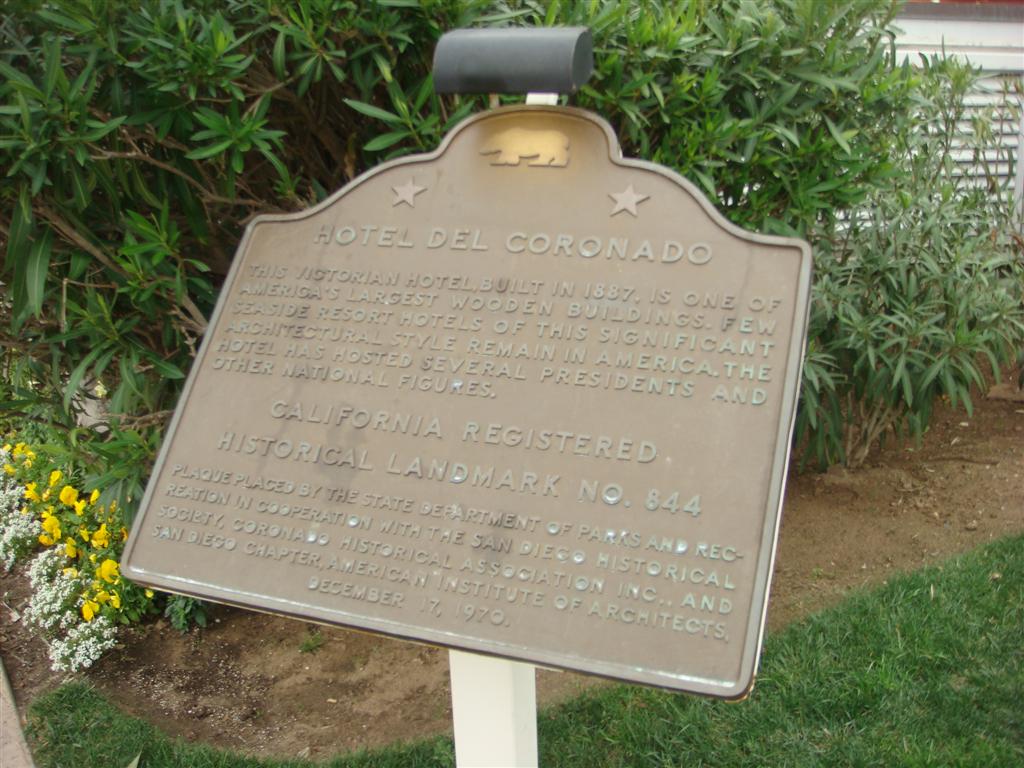 HOTEL DEL CORONADO
THIS VICTORIAN HOTEL, BUILT IN 1887, IS ONE OF
AMERICA'S LARGEST WOODEN BUILDINGS. FEW
SEASIDE RESORT HOTELS OF THIS SIGNIFICANT
ARCHITECTURAL STYLE REMAIN IN AMERICA. THE
HOTEL HAS HOSTED SEVERAL PRESIDENTS AND
OTHER NATIONAL FIGURES.
CALIFORNIA REGISTERED
HISTORICAL LANDMARK NO. 844
PLAQUE PLACED BY THE STATE DEPARTMENT OF PARKS AND REC-
REATION IN COOPERATION WITH THE SAN DIEGO HISTORICAL
SOCIETY, CORONADO HISTORICAL ASSOCIATION INC., AND
SAN DIEGO CHAPTER, AMERICAN INSTITUTE OF ARCHITECTS,
DECEMBER 17, 1970.